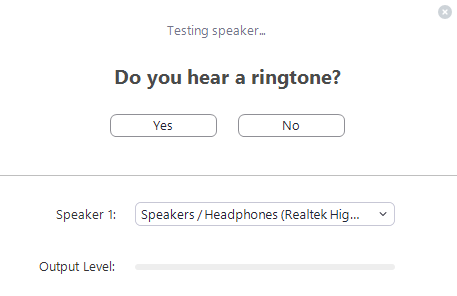 Testing speaker...
Do you hear a ringtone?
Yes No
Speaker 1: Speakers / Headphones (Realtek Hig...
Output Level: